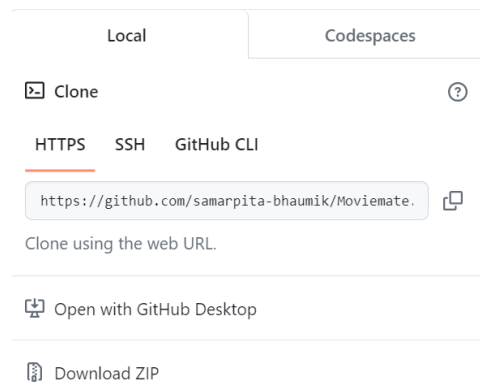 Local Codespaces
Clone
HTTPS SSH GitHub CLI
https://github.com/samarpita-bhaumik/Moviemate.
Clone using the web URL.
Open with GitHub Desktop
Download ZIP